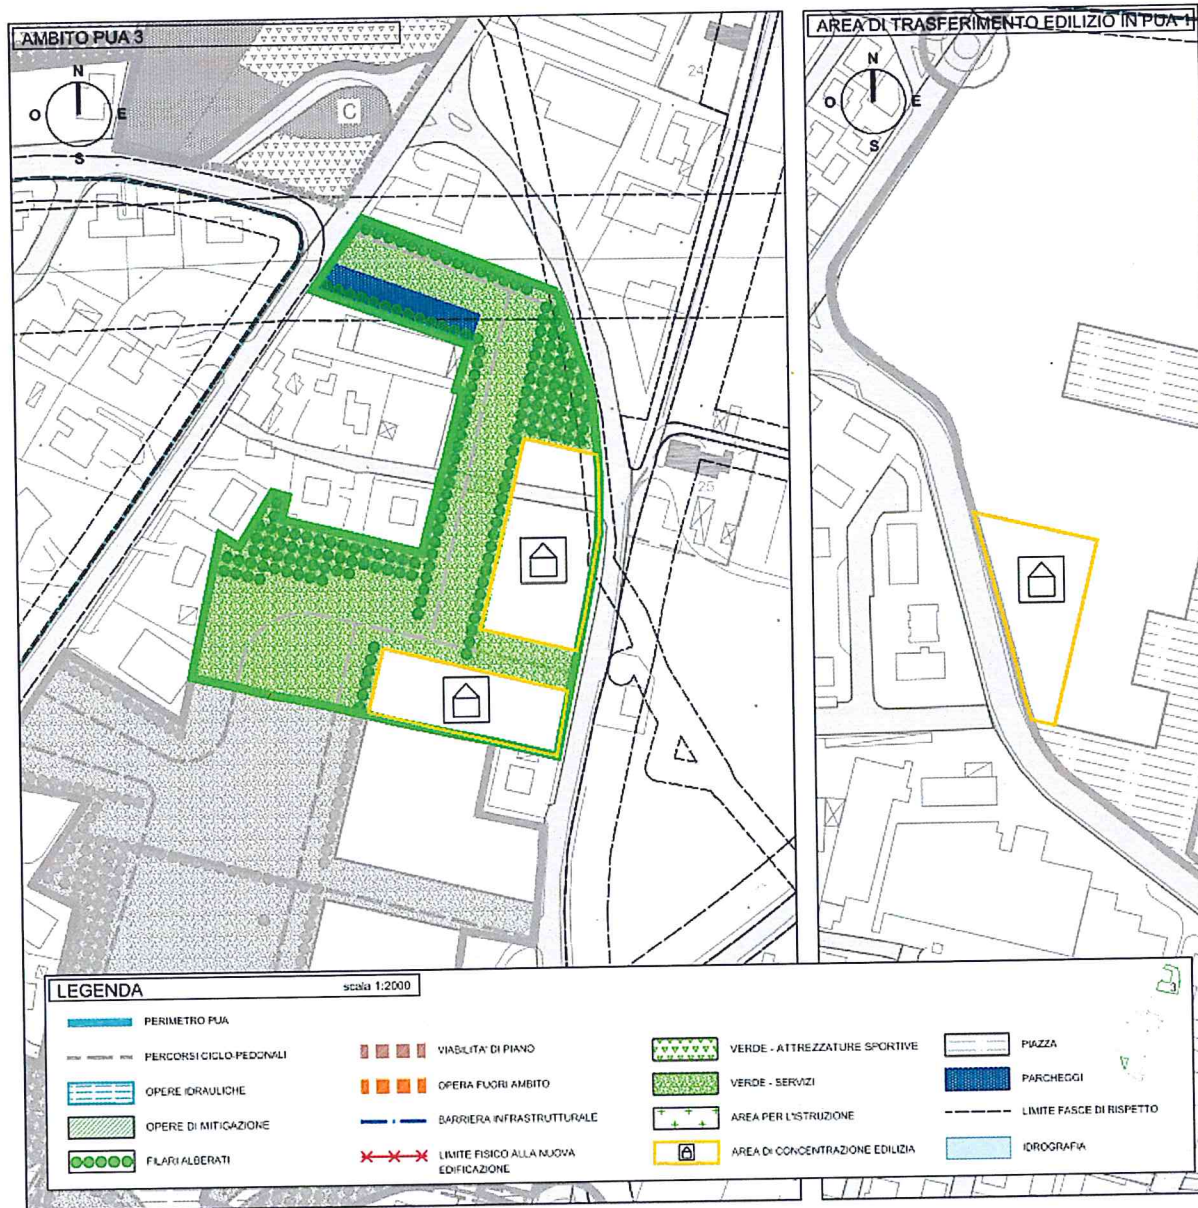 AMBITO PUA 3
AREA DI TRASFERIMENTO EDILIZIO IN PUA 1
N
O
E
S
N
O
E
S
C
24
25
LEGENDA
scala 1:2000
PERIMETRO PUA
PERCORSI CICLO-PEDONALI
OPERE IDRAULICHE
OPERE DI MITIGAZIONE
FILARI ALBERATI
VIABILITA' DI PIANO
OPERA FUORI AMBITO
BARRIERA INFRASTRUTTURALE
LIMITE FISICO ALLA NUOVA
EDIFICAZIONE
VERDE - ATTREZZATURE SPORTIVE
VERDE - SERVIZI
AREA PER L'ISTRUZIONE
AREA DI CONCENTRAZIONE EDILIZIA
PIAZZA
PARCHEGGI
LIMITE FASCE DI RISPETTO
IDROGRAFIA